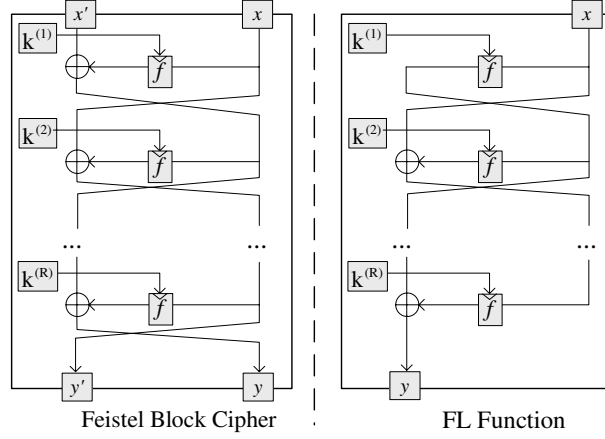 x′ x x
k(1) f k(1) f
k(2) f k(2) f
... ... ... ...
k(R) f k(R) f
y′ y y
Feistel Block Cipher FL Function